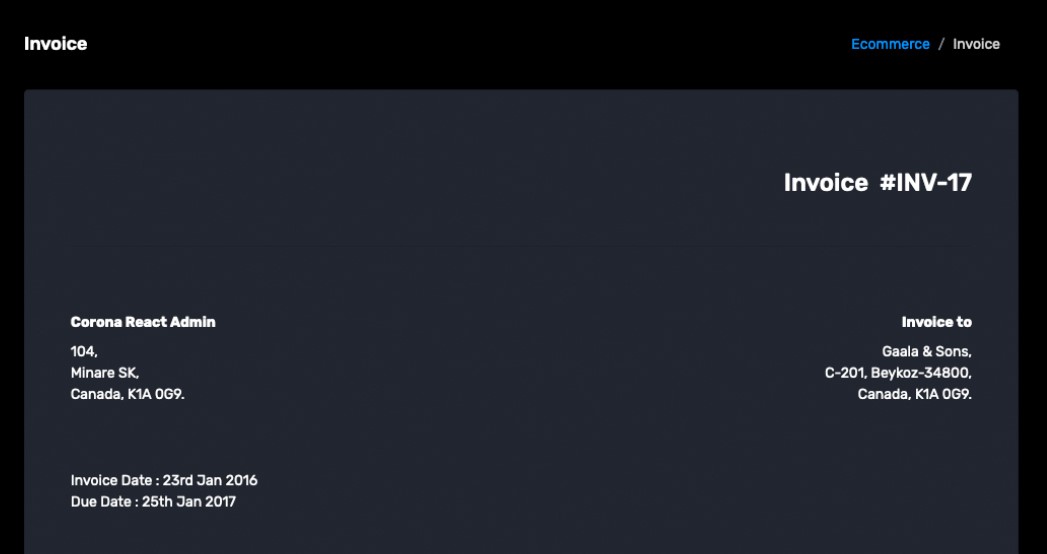 Invoice
Ecommerce / Invoice
Invoice #INV-17
Corona React Admin
104,
Minare SK,
Canada, K1A 0G9.
Invoice to
Gaala & Sons,
C-201, Beykoz-34800,
Canada, K1A 0G9.
Invoice Date : 23rd Jan 2016
Due Date : 25th Jan 2017